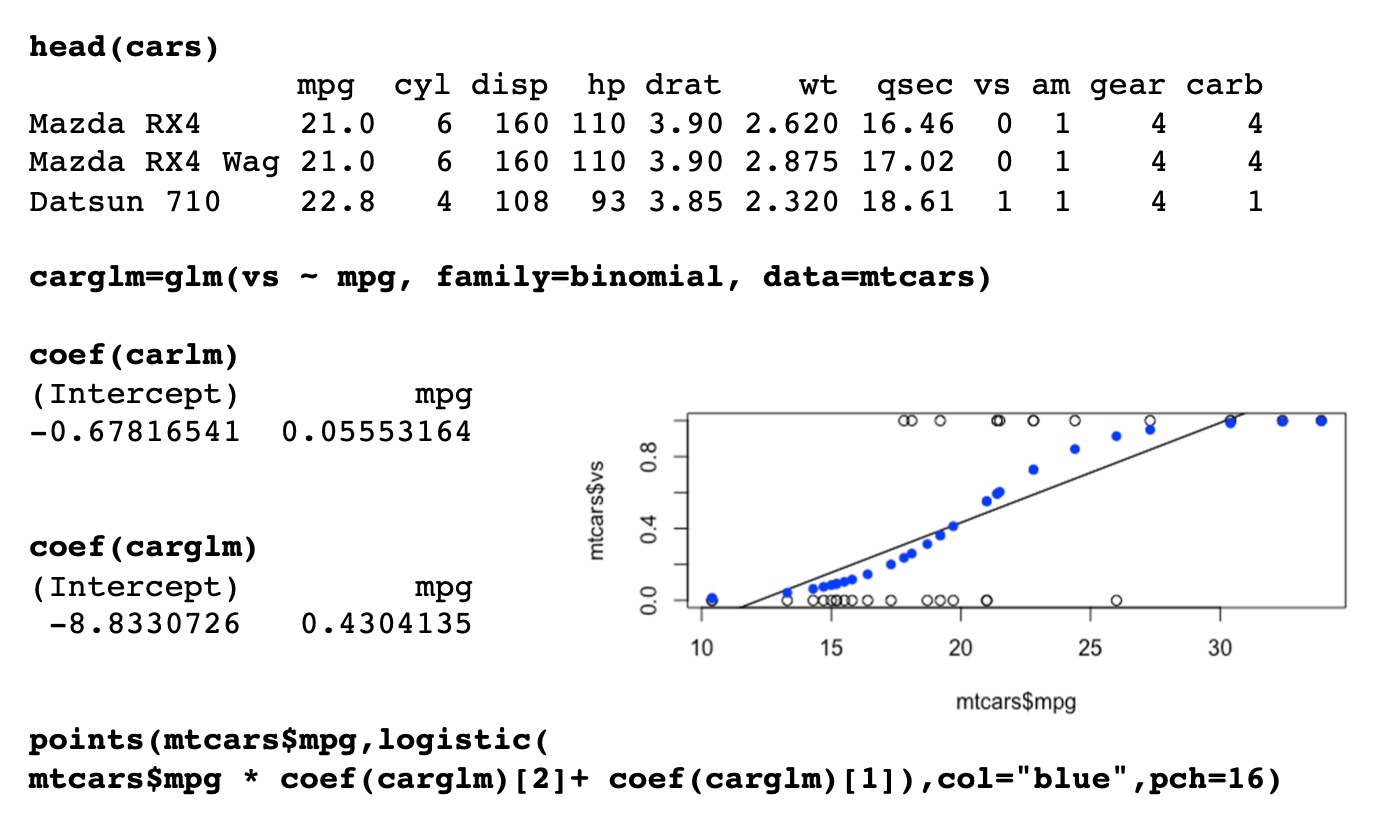 head(cars)
mpg cyl disp hp drat wt qsec vs am gear carb
Mazda RX4 21.0 6 160 110 3.90 2.620 16.46 0 1 4 4
Mazda RX4 Wag 21.0 6 160 110 3.90 2.875 17.02 0 1 4 4
Datsun 710 22.8 4 108 93 3.85 2.320 18.61 1 1 4 1
carglm=glm(vs ~ mpg, family=binomial, data=mtcars)
coef(carlm)
(Intercept) mpg
-0.67816541 0.05553164
coef(carglm)
(Intercept) mpg
-8.8330726 0.4304135
mtcars$vs
0.8
0.4
0.0
10 15 20 25 30
mtcars$mpg
points(mtcars$mpg,logistic(
mtcars$mpg * coef(carglm)[2]+ coef(carglm)[1]),col="blue",pch=16)